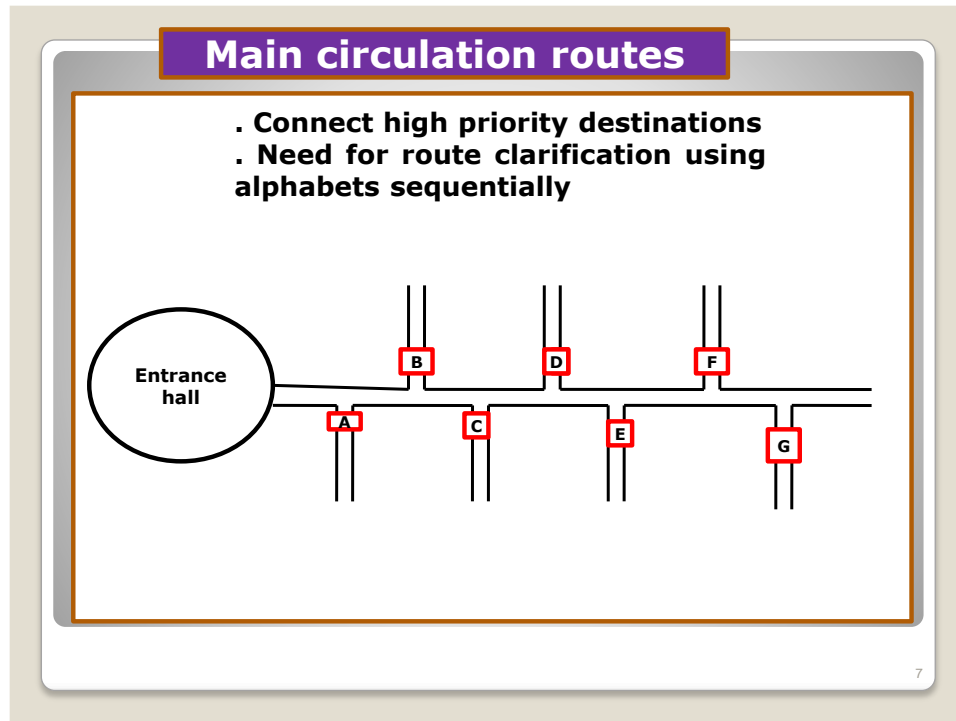 Main circulation routes
. Connect high priority destinations
. Need for route clarification using
alphabets sequentially
B
D
F
Entrance
hall
A
C
E
G
7